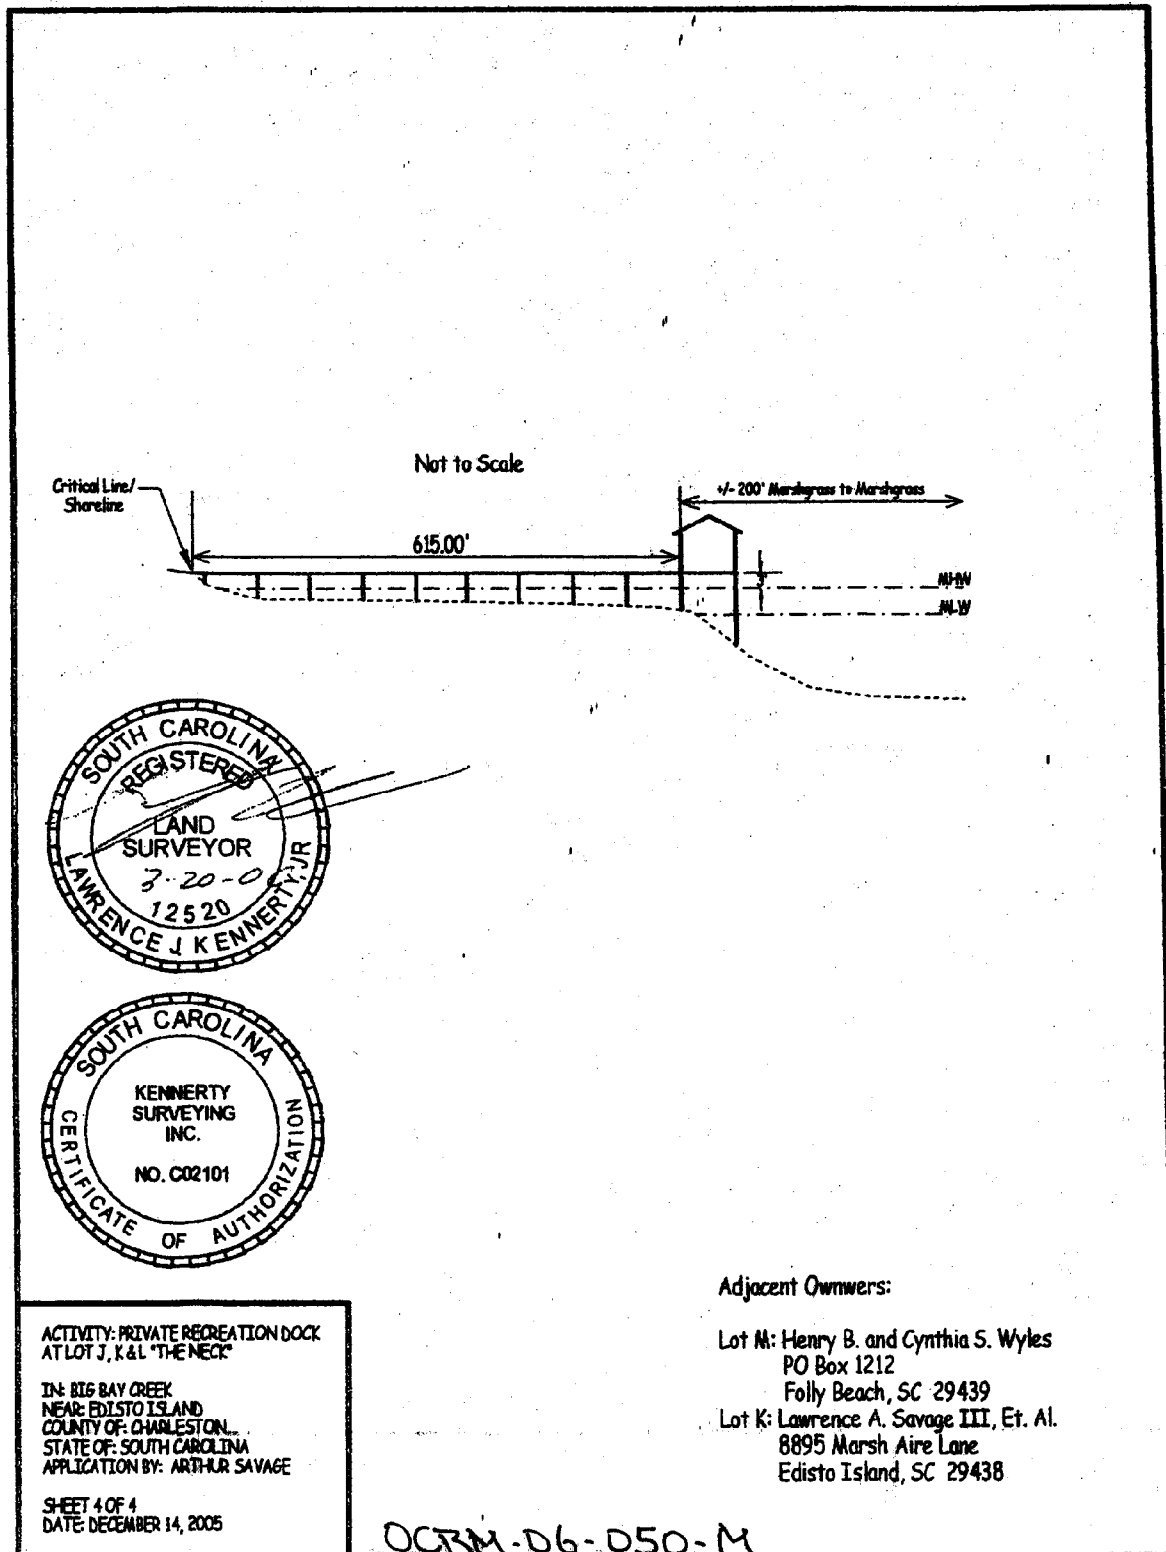 Not to Scale
Critical Line/
Shoreline
+/- 200' Marshgrass to Marshgrass
615.00'
MHW
MLW
SOUTH CAROLINA
REGISTERED
LAND
SURVEYOR
12520
LAWRENCE J KENNERTY, JR
SOUTH CAROLINA
KENNERTY
SURVEYING
INC.
NO. C02101
CERTIFICATE OF AUTHORIZATION
Adjacent Ownwers:
Lot M: Henry B. and Cynthia S. Wyles
PO Box 1212
Folly Beach, SC 29439
Lot K: Lawrence A. Savage III, Et. Al.
8895 Marsh Aire Lane
Edisto Island, SC 29438
ACTIVITY: PRIVATE RECREATION DOCK
AT LOT J, K & L "THE NECK"
IN: BIG BAY CREEK
NEAR: EDISTO ISLAND
COUNTY OF: CHARLESTON
STATE OF: SOUTH CAROLINA
APPLICATION BY: ARTHUR SAVAGE
SHEET 4 OF 4
DATE: DECEMBER 14, 2005
OCRM-06-050-M